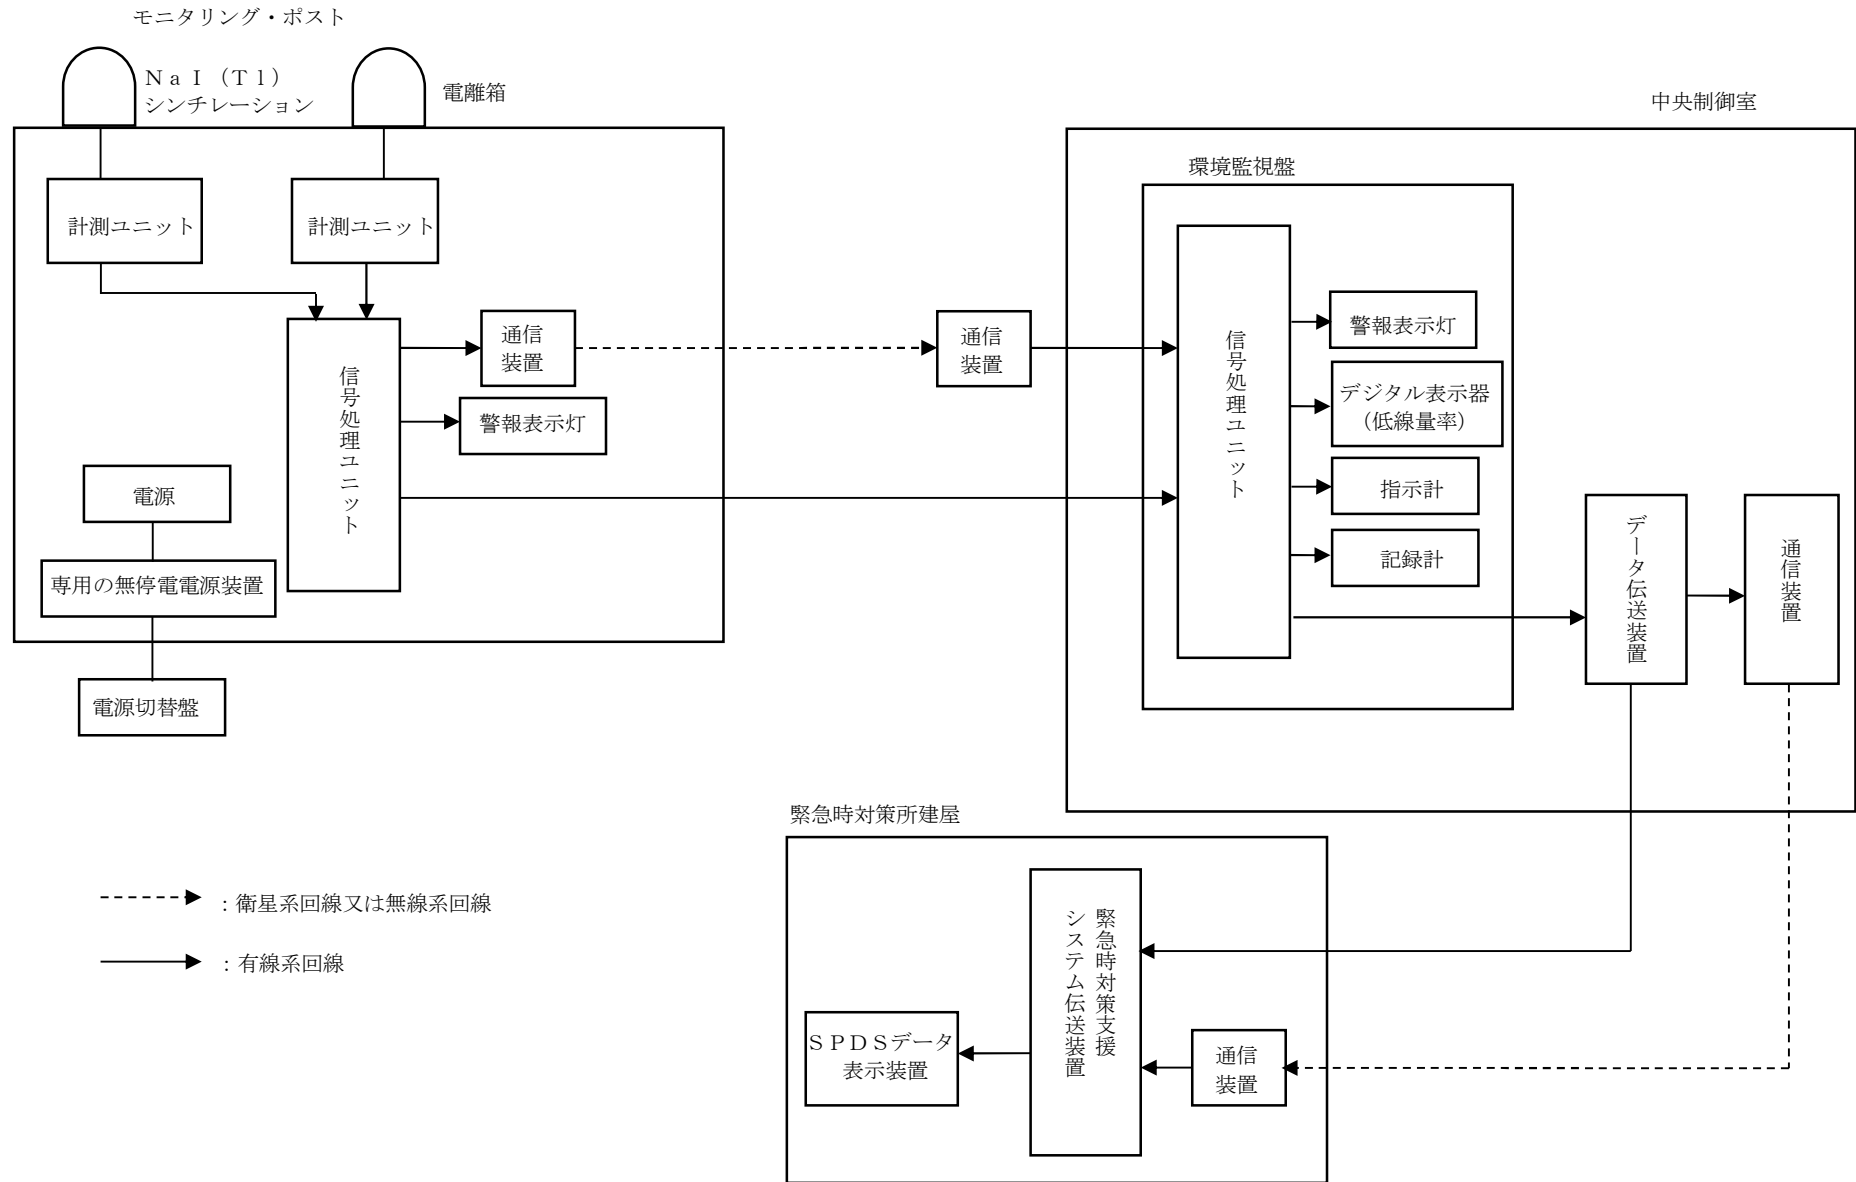 モニタリング・ポスト
ＮａＩ（Ｔｌ）
シンチレーション
電離箱
計測ユニット
計測ユニット
信号処理ユニット
通信
装置
警報表示灯
電源
専用の無停電電源装置
電源切替盤
通信
装置
中央制御室
環境監視盤
信号処理ユニット
警報表示灯
デジタル表示器
（低線量率）
指示計
記録計
データ伝送装置
通信装置
緊急時対策所建屋
緊急時対策支援
システム伝送装置
ＳＰＤＳデータ
表示装置
通信
装置
：衛星系回線又は無線系回線
：有線系回線